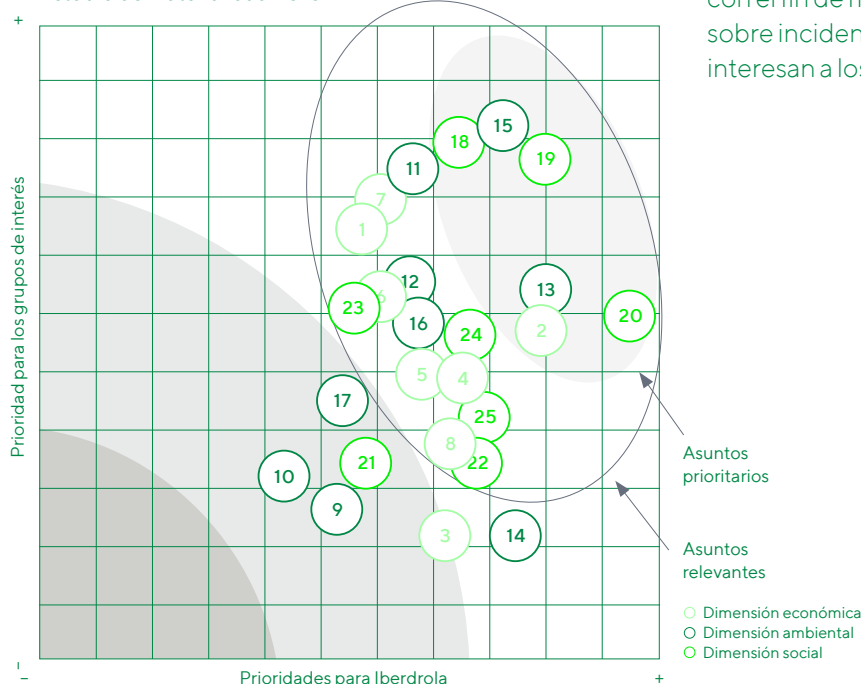 +
sobre inciden
interesan a los
15
18
19
11
7
1
12
6
13
23
20
16
24
2
5
4
17
25
8
21
22
10
9
3
14
Prioridad para los grupos de interés
Asuntos
prioritarios
Asuntos
relevantes
Dimensión económica
Dimensión ambiental
Dimensión social
–
–
Prioridades para Iberdrola
+